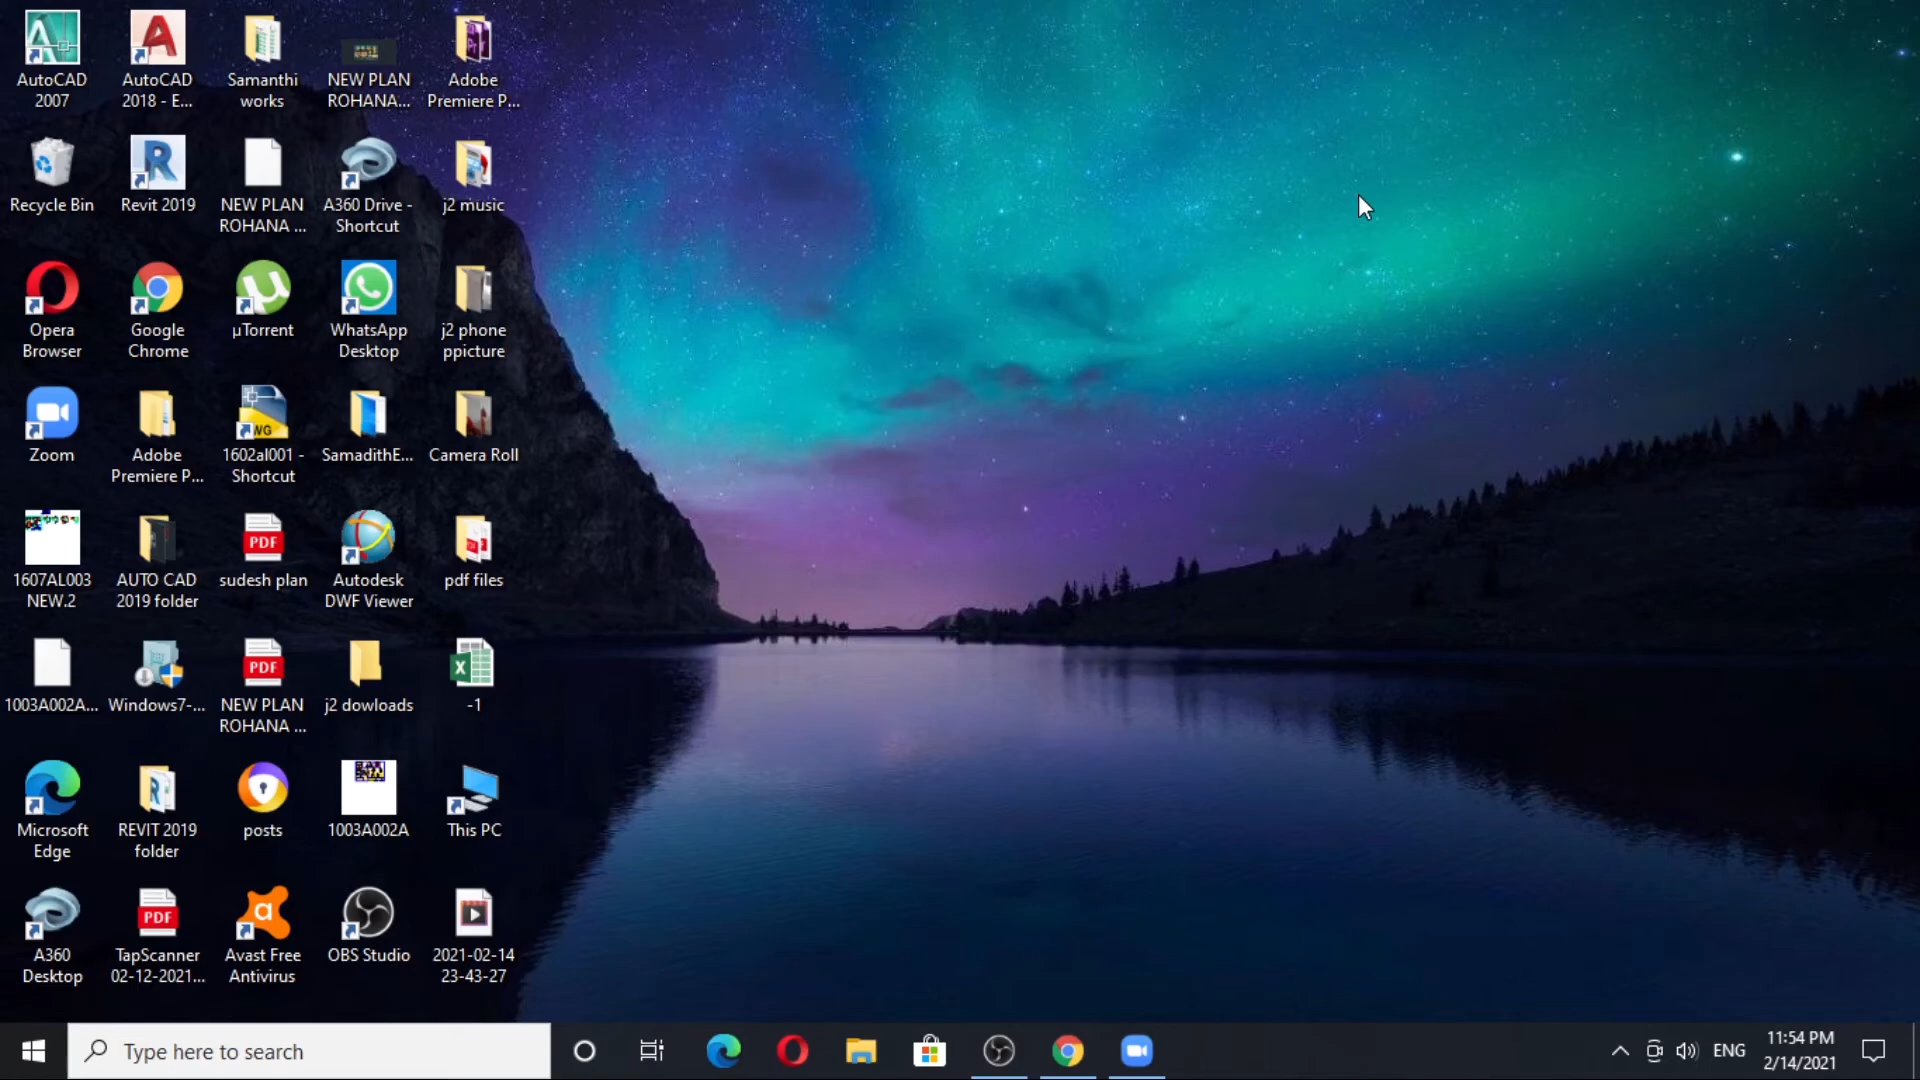 AutoCAD
2007
AutoCAD
2018 - E...
Samanthi
works
NEW PLAN
ROHANA...
Adobe
Premiere P...
Recycle Bin
Revit 2019
NEW PLAN
ROHANA ...
A360 Drive -
Shortcut
j2 music
Opera
Browser
Google
Chrome
µTorrent
WhatsApp
Desktop
j2 phone
ppicture
Zoom
Adobe
Premiere P...
1602al001 -
Shortcut
SamadithE...
Camera Roll
1607AL003
NEW.2
AUTO CAD
2019 folder
PDF
sudesh plan
Autodesk
DWF Viewer
pdf files
1003A002A...
Windows7-...
PDF
NEW PLAN
ROHANA ...
j2 dowloads
-1
Microsoft
Edge
REVIT 2019
folder
posts
1003A002A
This PC
A360
Desktop
PDF
TapScanner
02-12-2021...
Avast Free
Antivirus
OBS Studio
2021-02-14
23-43-27
Type here to search
ENG
11:54 PM
2/14/2021